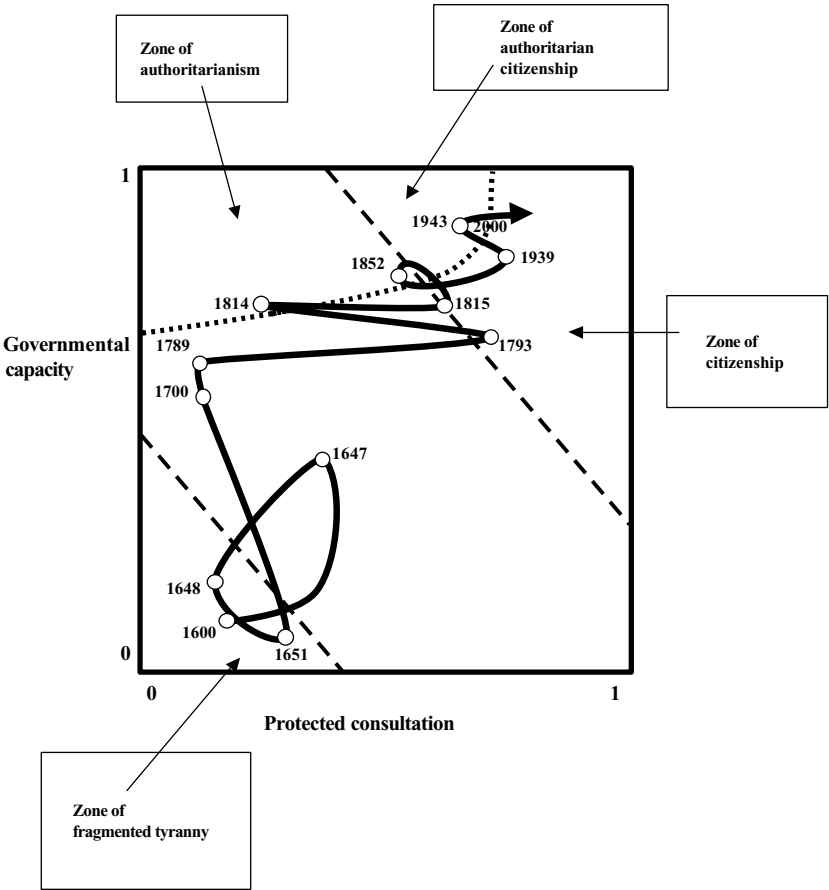 Zone of
authoritarianism
Zone of
authoritarian
citizenship
1
1943
2000
1939
1852
1814
1815
1793
Zone of
citizenship
Governmental
capacity
1789
1700
1647
1648
1600
1651
0
0
1
Protected consultation
Zone of
fragmented tyranny